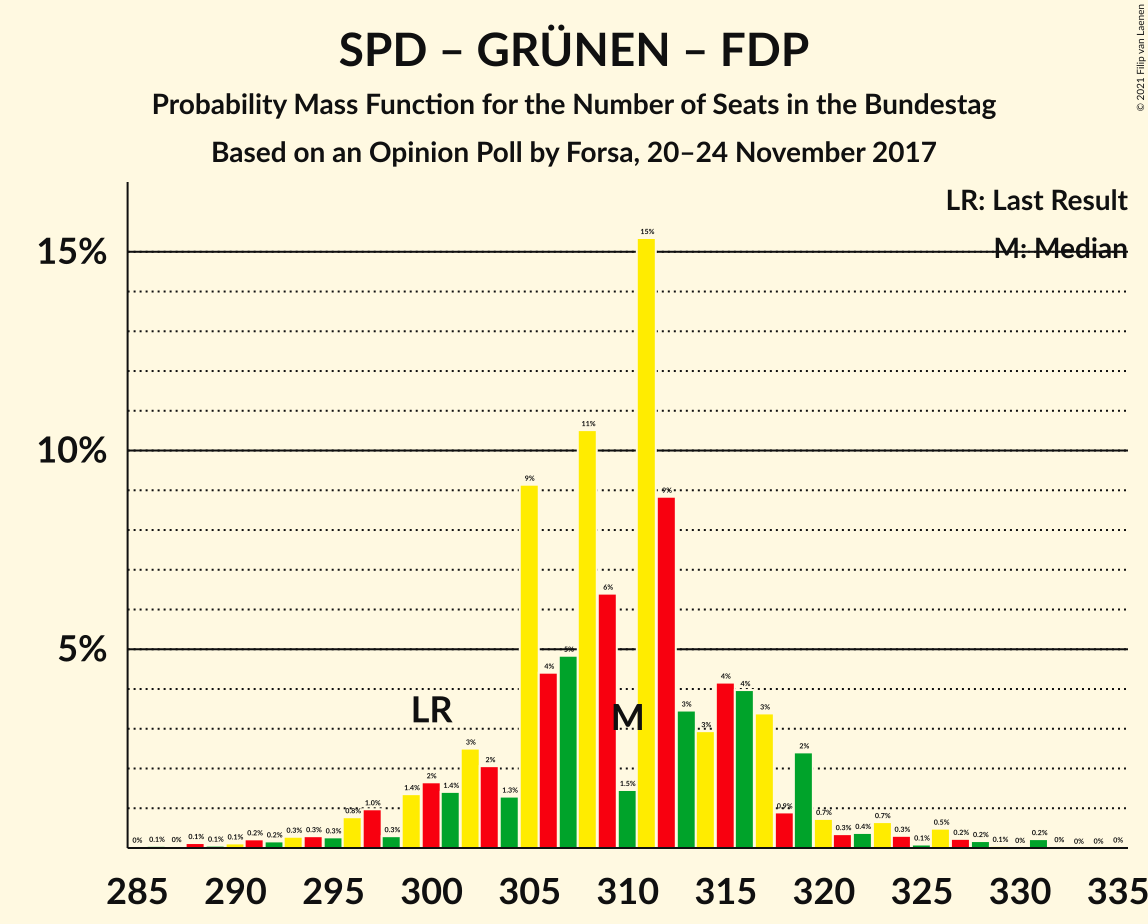 SPD – GRÜNEN – FDP
Probability Mass Function for the Number of Seats in the Bundestag
Based on an Opinion Poll by Forsa, 20–24 November 2017
© 2021 Filip van Laenen
LR: Last Result
M: Median
15%
10%
5%
LR
M
0% 0.1% 0% 0.1% 0.1% 0.1% 0.2% 0.2% 0.3% 0.3% 0.3% 0.8% 1.0% 0.3% 1.4% 2% 1.4% 3% 2% 1.3% 9% 4% 5% 11% 6% 1.5% 15% 9% 3% 3% 4% 4% 3% 0.9% 2% 0.7% 0.3% 0.4% 0.7% 0.3% 0.1% 0.5% 0.2% 0.2% 0.1% 0% 0.2% 0% 0% 0% 0%
285 290 295 300 305 310 315 320 325 330 335